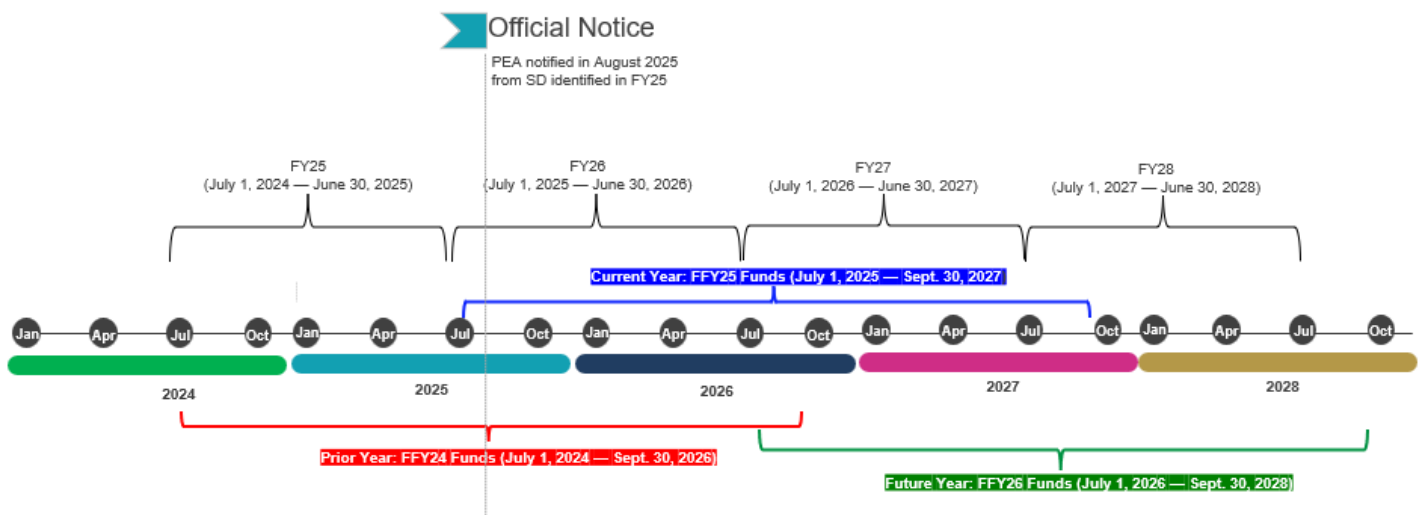 Official Notice
PEA notified in August 2025
from SD identified in FY25
FY25
(July 1, 2024 — June 30, 2025)
FY26
(July 1, 2025 — June 30, 2026)
FY27
(July 1, 2026 — June 30, 2027)
FY28
(July 1, 2027 — June 30, 2028)
Current Year: FFY25 Funds (July 1, 2025 — Sept. 30, 2027)
Jan Apr Jul Oct Jan Apr Jul Oct Jan Apr Jul Oct Jan Apr Jul Oct Jan Apr Jul Oct
2024 2025 2026 2027 2028
Prior Year: FFY24 Funds (July 1, 2024 — Sept. 30, 2026)
Future Year: FFY26 Funds (July 1, 2026 — Sept. 30, 2028)